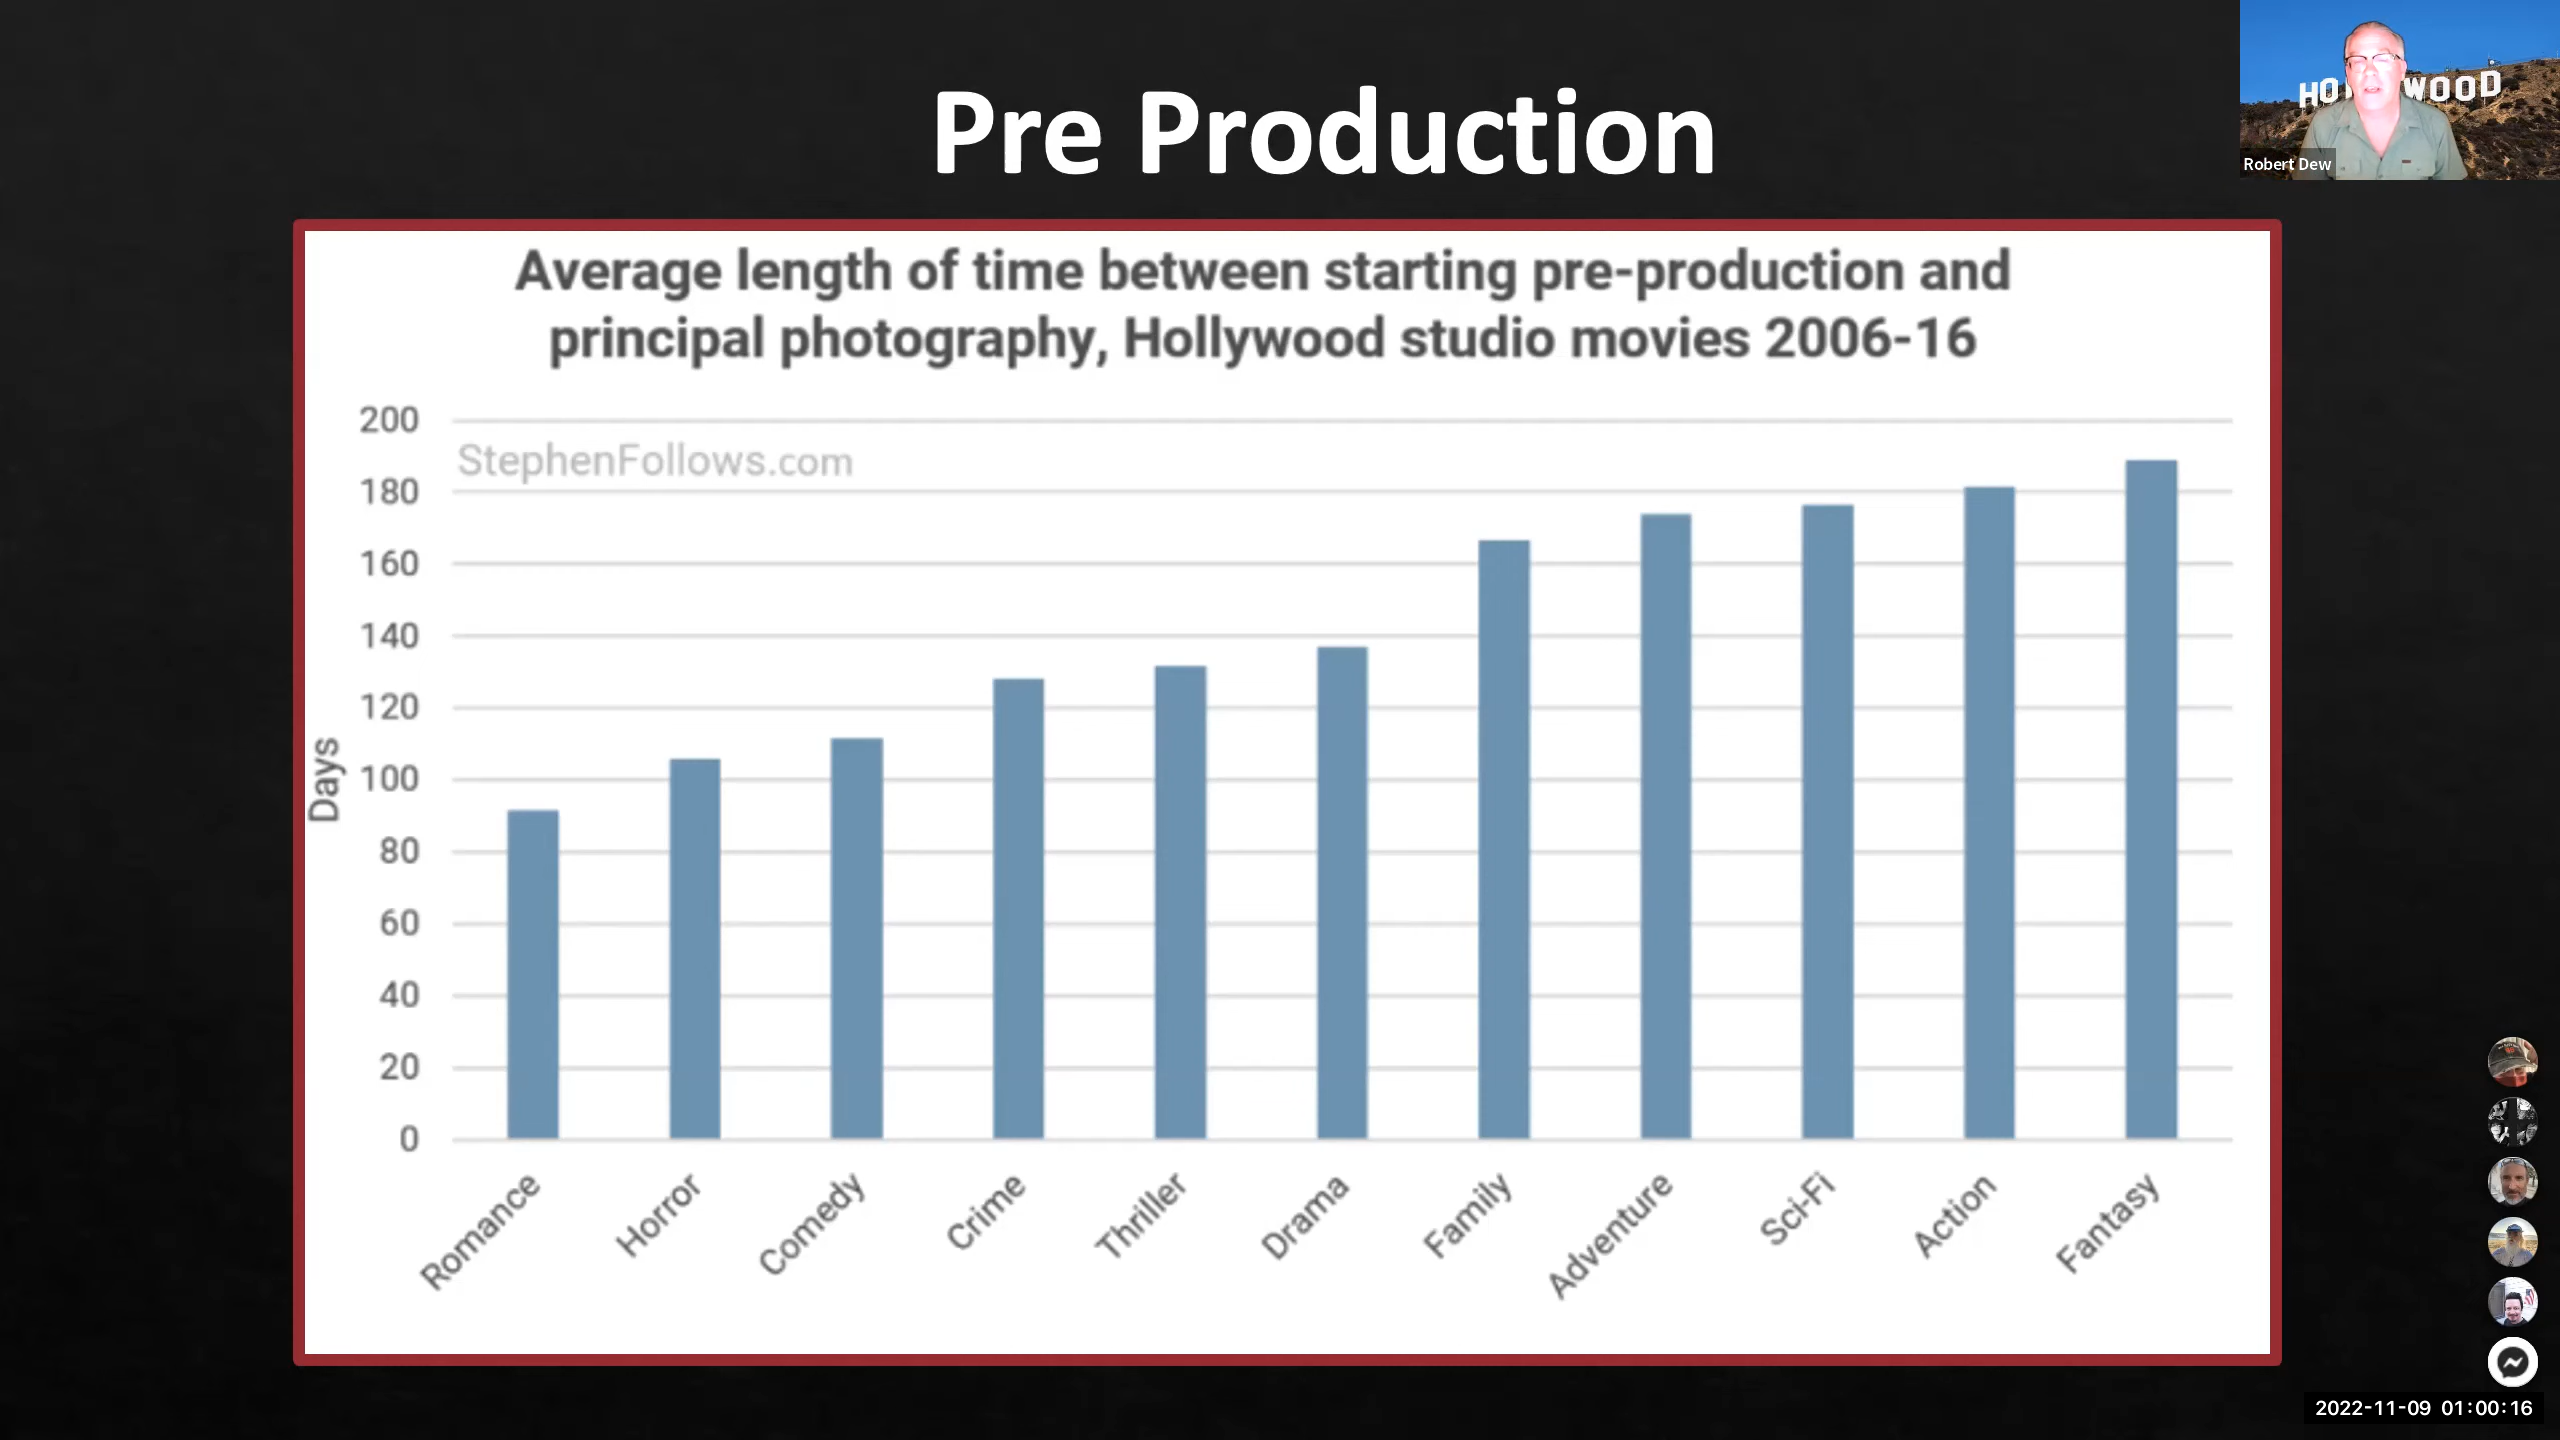 Pre Production
HO WOOD
Robert Dew
Average length of time between starting pre-production and
principal photography, Hollywood studio movies 2006-16
StephenFollows.com
Days
200
180
160
140
120
100
80
60
40
20
0
Romance
Horror
Comedy
Crime
Thriller
Drama
Family
Adventure
Sci-Fi
Action
Fantasy
2022-11-09 01:00:16